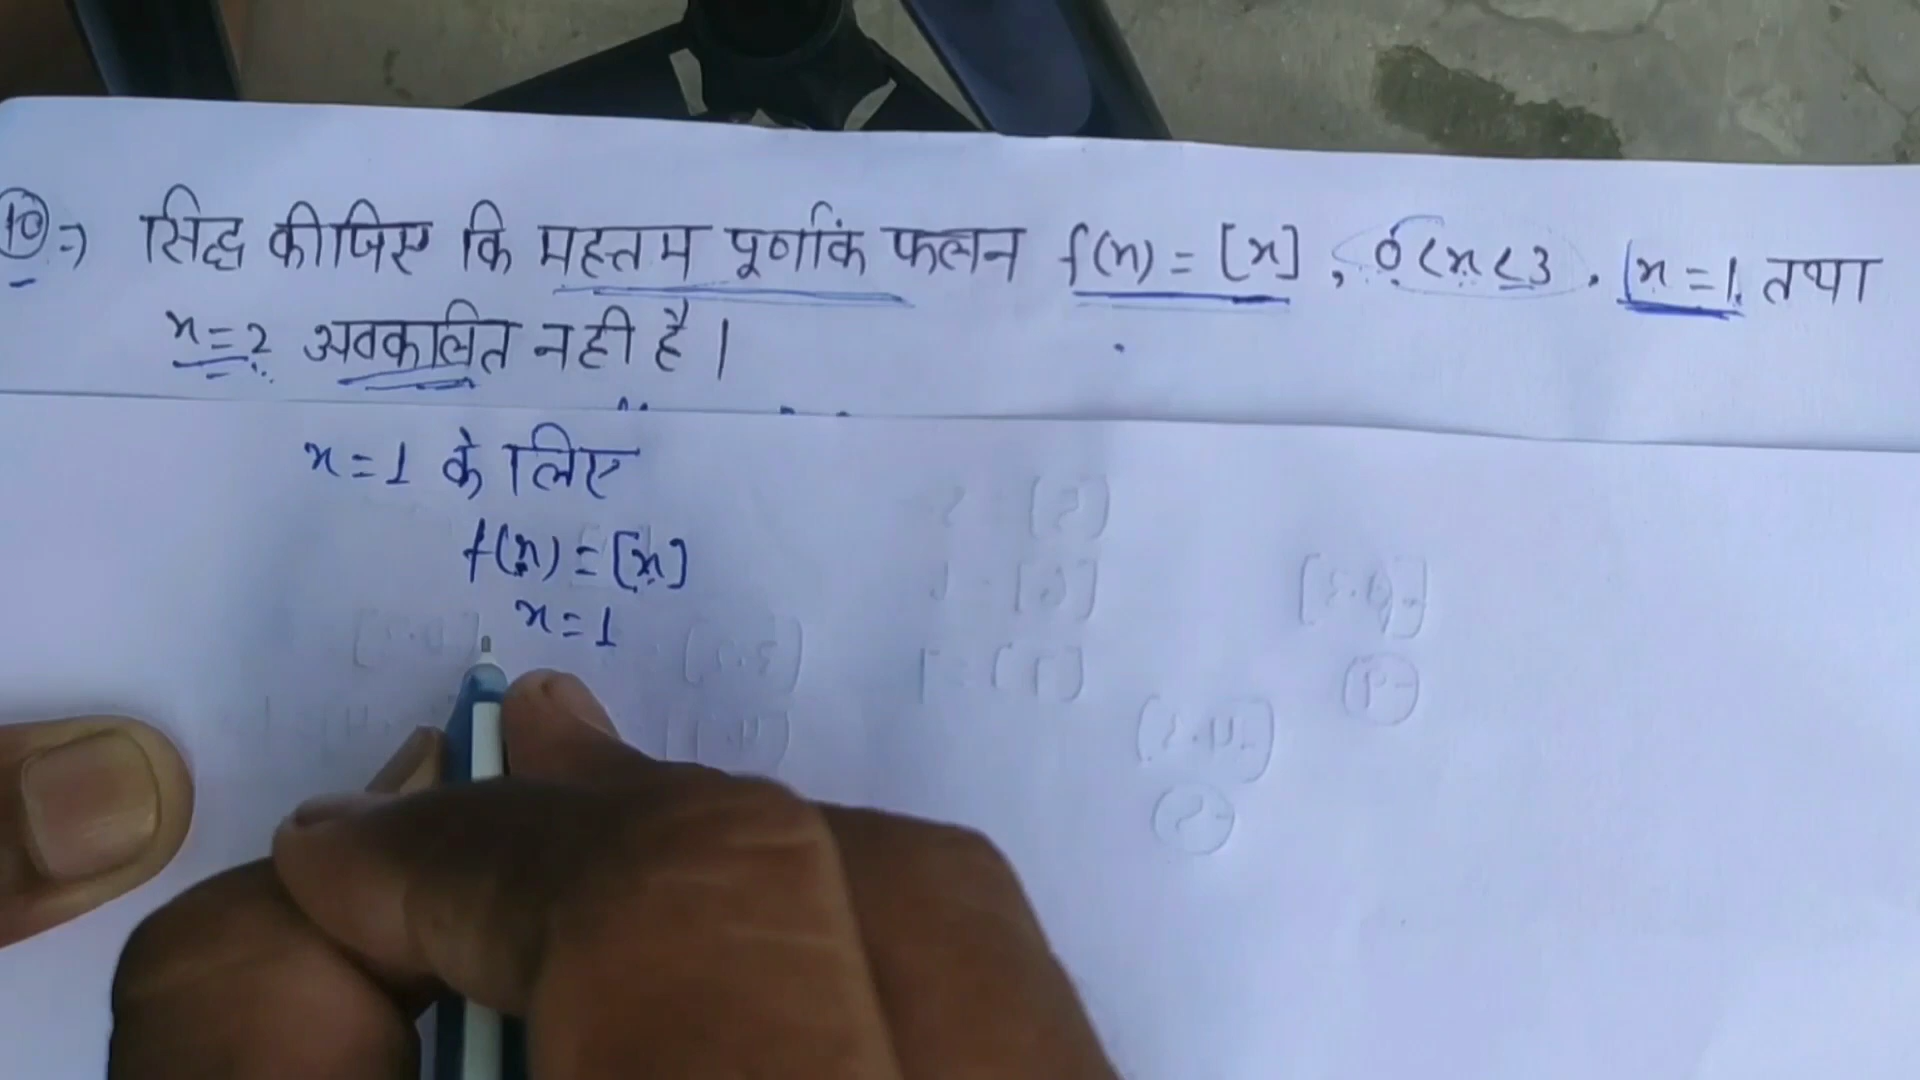 10 ⇒ सिद्ध कीजिए कि महत्तम पूर्णांक फलन f(x) = [x] , 0<x<3 . x=1 तथा
x=2 अवकलित नही है ।
x=1 के लिए
f(x) = [x]
x=1